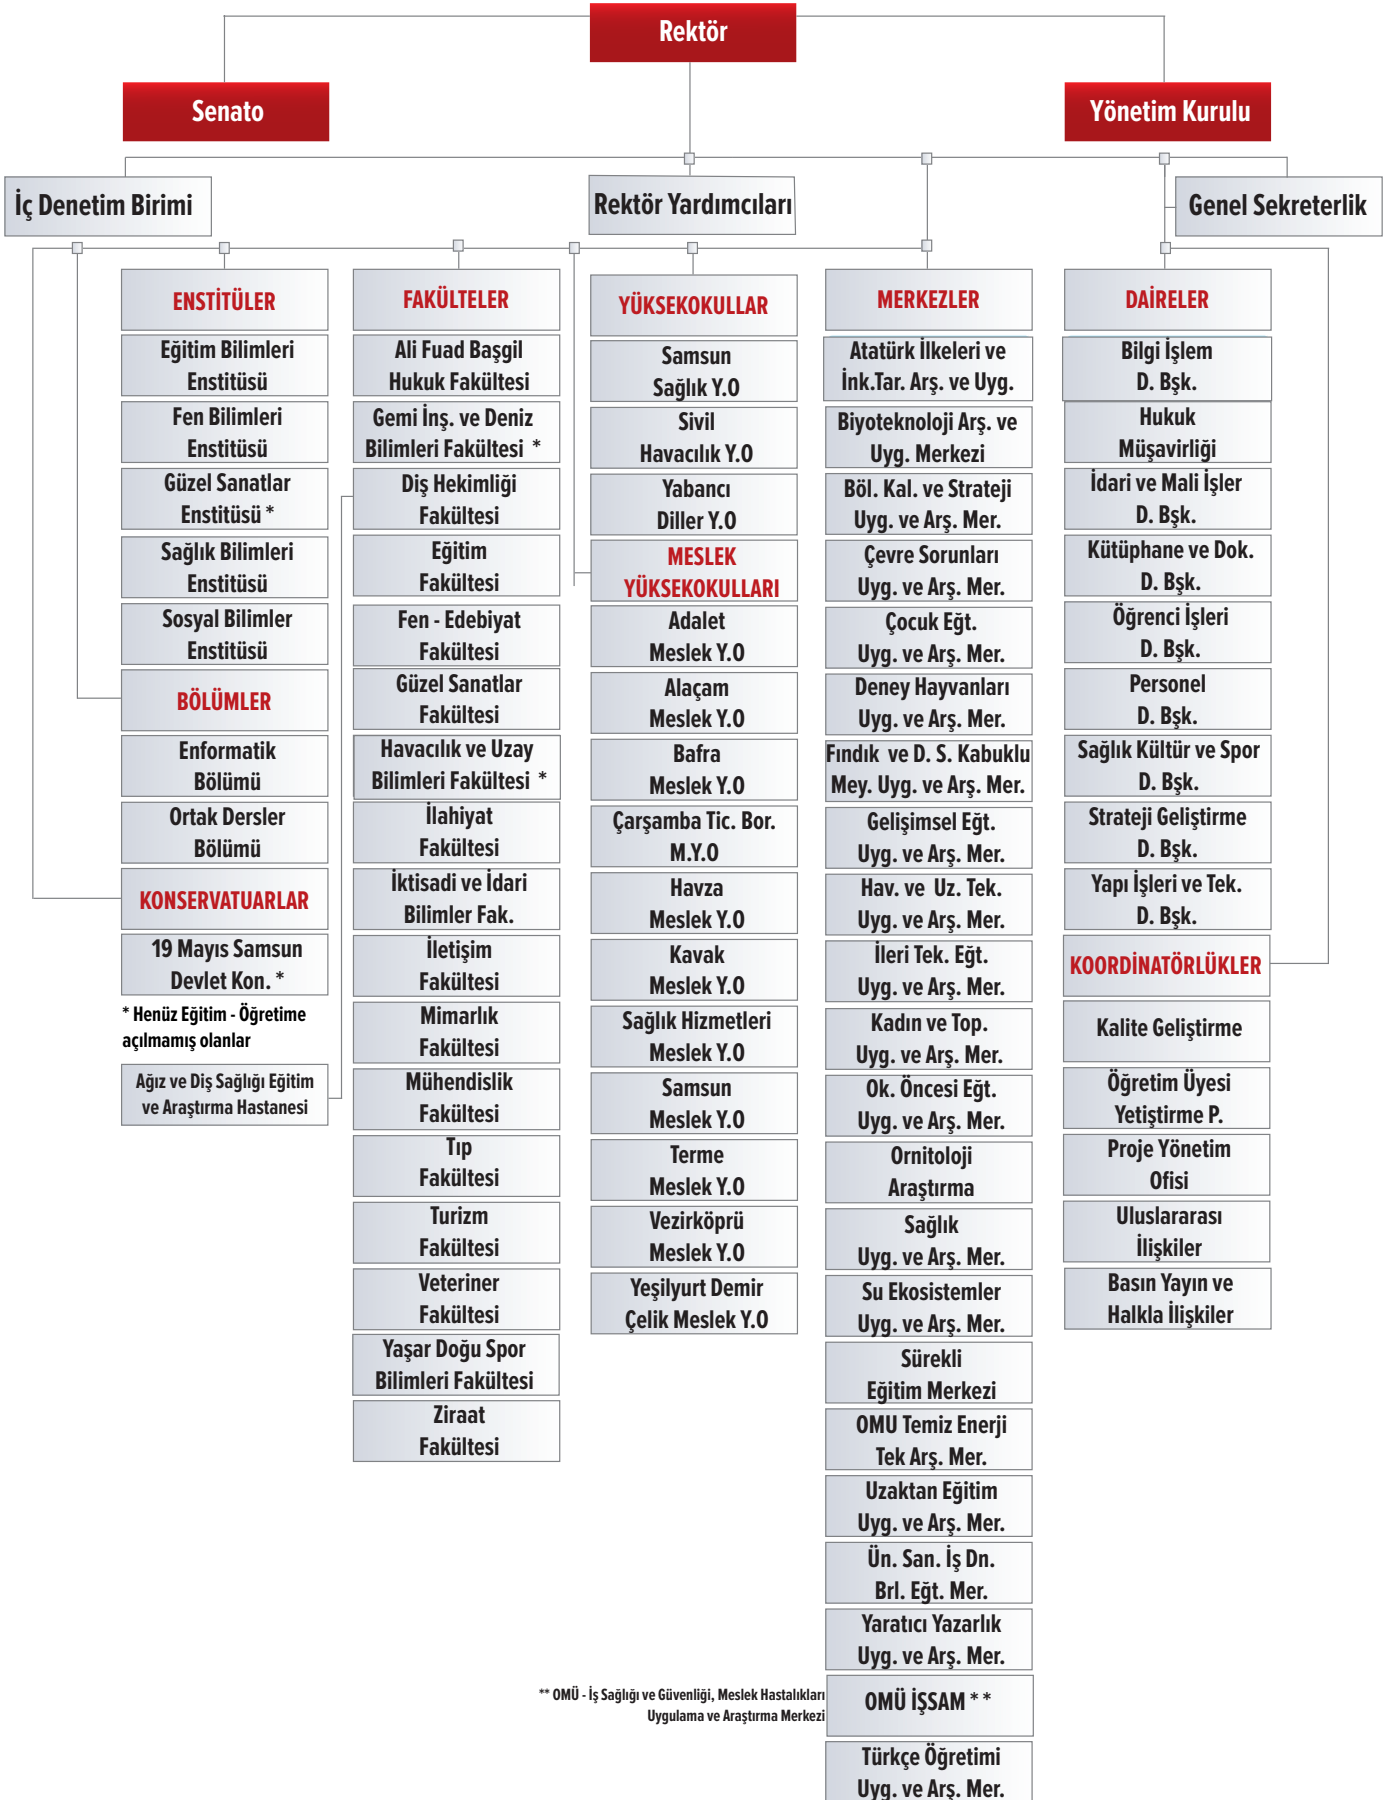 Rektör
Senato
Yönetim Kurulu
İç Denetim Birimi
Rektör Yardımcıları
Genel Sekreterlik
ENSTİTÜLER
Eğitim Bilimleri
Enstitüsü
Fen Bilimleri
Enstitüsü
Güzel Sanatlar
Enstitüsü *
Sağlık Bilimleri
Enstitüsü
Sosyal Bilimler
Enstitüsü
BÖLÜMLER
Enformatik
Bölümü
Ortak Dersler
Bölümü
KONSERVATUARLAR
19 Mayıs Samsun
Devlet Kon. *
* Henüz Eğitim - Öğretime
açılmamış olanlar
Ağız ve Diş Sağlığı Eğitim
ve Araştırma Hastanesi
FAKÜLTELER
Ali Fuad Başgil
Hukuk Fakültesi
Gemi İnş. ve Deniz
Bilimleri Fakültesi *
Diş Hekimliği
Fakültesi
Eğitim
Fakültesi
Fen - Edebiyat
Fakültesi
Güzel Sanatlar
Fakültesi
Havacılık ve Uzay
Bilimleri Fakültesi *
İlahiyat
Fakültesi
İktisadi ve İdari
Bilimler Fak.
İletişim
Fakültesi
Mimarlık
Fakültesi
Mühendislik
Fakültesi
Tıp
Fakültesi
Turizm
Fakültesi
Veteriner
Fakültesi
Yaşar Doğu Spor
Bilimleri Fakültesi
Ziraat
Fakültesi
YÜKSEKOKULLAR
Samsun
Sağlık Y.O
Sivil
Havacılık Y.O
Yabancı
Diller Y.O
MESLEK
YÜKSEKOKULLARI
Adalet
Meslek Y.O
Alaçam
Meslek Y.O
Bafra
Meslek Y.O
Çarşamba Tic. Bor.
M.Y.O
Havza
Meslek Y.O
Kavak
Meslek Y.O
Sağlık Hizmetleri
Meslek Y.O
Samsun
Meslek Y.O
Terme
Meslek Y.O
Vezirköprü
Meslek Y.O
Yeşilyurt Demir
Çelik Meslek Y.O
MERKEZLER
Atatürk İlkeleri ve
İnk.Tar. Arş. ve Uyg.
Biyoteknoloji Arş. ve
Uyg. Merkezi
Böl. Kal. ve Strateji
Uyg. ve Arş. Mer.
Çevre Sorunları
Uyg. ve Arş. Mer.
Çocuk Eğt.
Uyg. ve Arş. Mer.
Deney Hayvanları
Uyg. ve Arş. Mer.
Fındık ve D. S. Kabuklu
Mey. Uyg. ve Arş. Mer.
Gelişimsel Eğt.
Uyg. ve Arş. Mer.
Hav. ve Uz. Tek.
Uyg. ve Arş. Mer.
İleri Tek. Eğt.
Uyg. ve Arş. Mer.
Kadın ve Top.
Uyg. ve Arş. Mer.
Ok. Öncesi Eğt.
Uyg. ve Arş. Mer.
Ornitoloji
Araştırma
Sağlık
Uyg. ve Arş. Mer.
Su Ekosistemler
Uyg. ve Arş. Mer.
Sürekli
Eğitim Merkezi
OMU Temiz Enerji
Tek Arş. Mer.
Uzaktan Eğitim
Uyg. ve Arş. Mer.
Ün. San. İş Dn.
Brl. Eğt. Mer.
Yaratıcı Yazarlık
Uyg. ve Arş. Mer.
** OMÜ - İş Sağlığı ve Güvenliği, Meslek Hastalıkları
Uygulama ve Araştırma Merkezi
OMÜ İŞSAM * *
Türkçe Öğretimi
Uyg. ve Arş. Mer.
DAİRELER
Bilgi İşlem
D. Bşk.
Hukuk
Müşavirliği
İdari ve Mali İşler
D. Bşk.
Kütüphane ve Dok.
D. Bşk.
Öğrenci İşleri
D. Bşk.
Personel
D. Bşk.
Sağlık Kültür ve Spor
D. Bşk.
Strateji Geliştirme
D. Bşk.
Yapı İşleri ve Tek.
D. Bşk.
KOORDİNATÖRLÜKLER
Kalite Geliştirme
Öğretim Üyesi
Yetiştirme P.
Proje Yönetim
Ofisi
Uluslararası
İlişkiler
Basın Yayın ve
Halkla İlişkiler